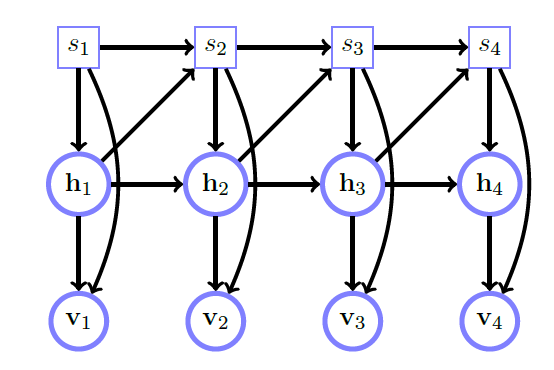 s₁ s₂ s₃ s₄
h₁ h₂ h₃ h₄
v₁ v₂ v₃ v₄